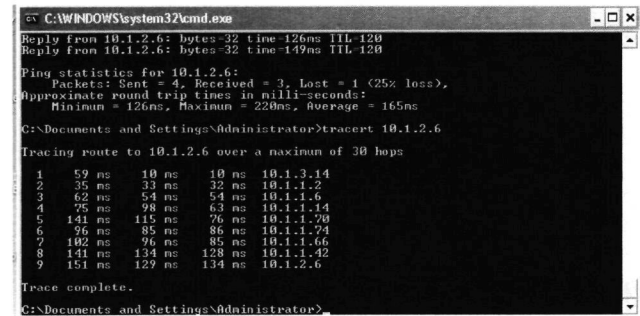 C:\WINDOWS\system32\cmd.exe
Reply from 10.1.2.6: bytes=32 time=126ms TTL=120
Reply from 10.1.2.6: bytes=32 time=149ms TTL=120
Ping statistics for 10.1.2.6:
Packets: Sent = 4, Received = 3, Lost = 1 (25% loss),
Approximate round trip times in milli-seconds:
Minimum = 126ms, Maximum = 220ms, Average = 165ms
C:\Documents and Settings\Administrator>tracert 10.1.2.6
Tracing route to 10.1.2.6 over a maximum of 30 hops
1 59 ms 10 ms 10 ms 10.1.3.14
2 35 ms 33 ms 32 ms 10.1.1.2
3 62 ms 54 ms 54 ms 10.1.1.6
4 75 ms 98 ms 63 ms 10.1.1.14
5 141 ms 115 ms 76 ms 10.1.1.70
6 96 ms 85 ms 86 ms 10.1.1.74
7 102 ms 96 ms 85 ms 10.1.1.66
8 141 ms 134 ms 128 ms 10.1.1.42
9 151 ms 129 ms 134 ms 10.1.2.6
Trace complete.
C:\Documents and Settings\Administrator>_